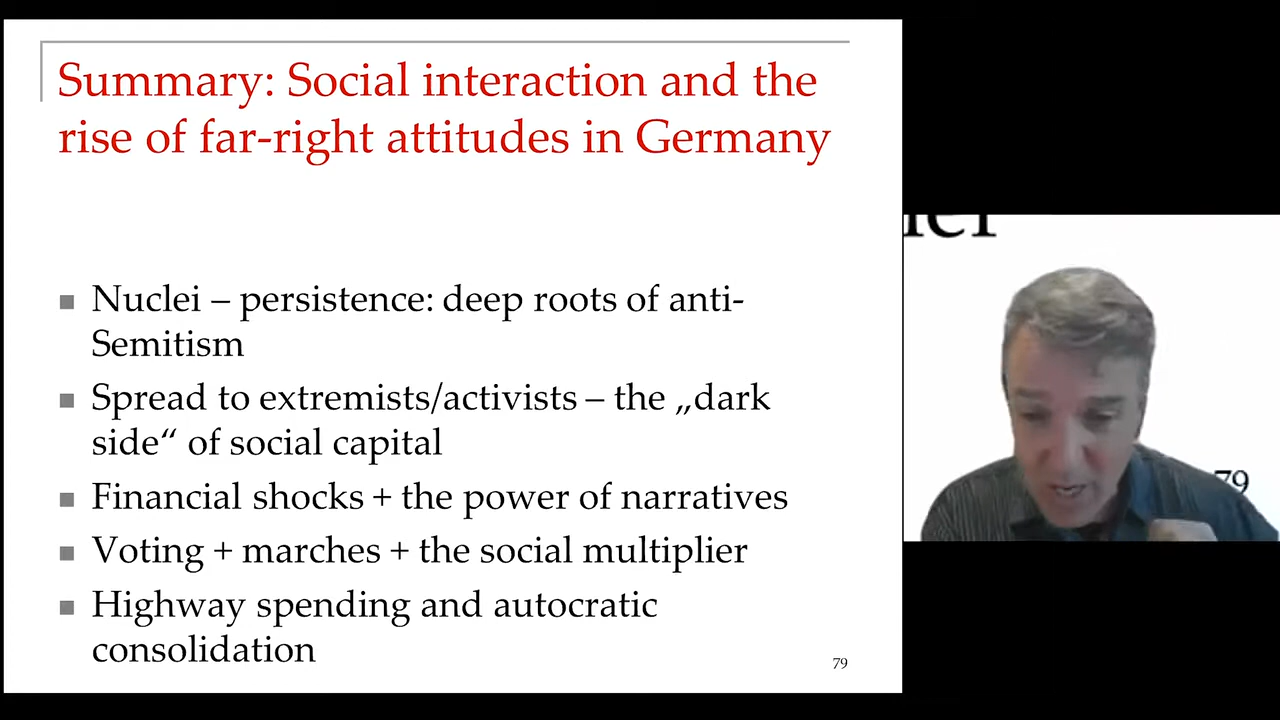 Summary: Social interaction and the
rise of far-right attitudes in Germany
Nuclei – persistence: deep roots of anti-
Semitism
Spread to extremists/activists – the „dark
side“ of social capital
Financial shocks + the power of narratives
Voting + marches + the social multiplier
Highway spending and autocratic
consolidation
79
79